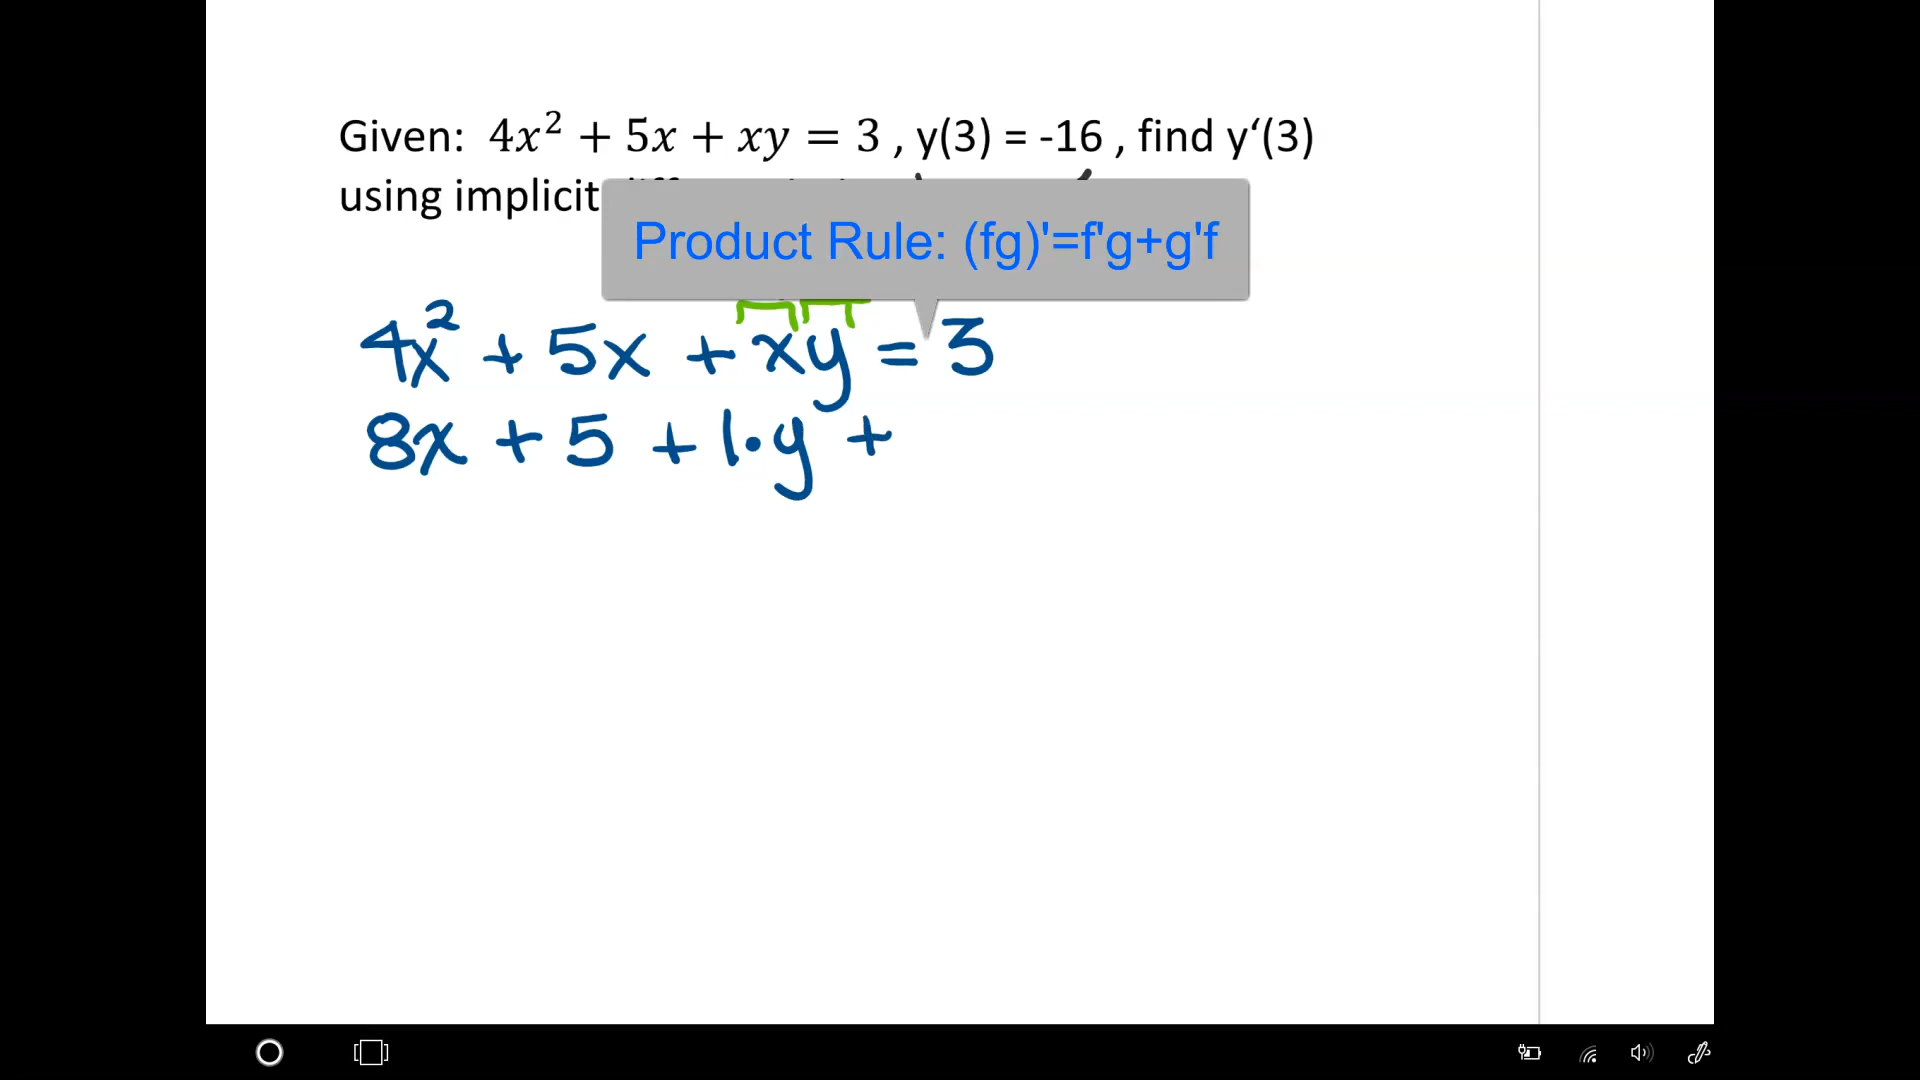 Given: 4x² + 5x + xy = 3 , y(3) = -16 , find y‘(3)
using implicit
Product Rule: (fg)'=f'g+g'f
4x² + 5x + xy = 3
8x + 5 + 1·y +